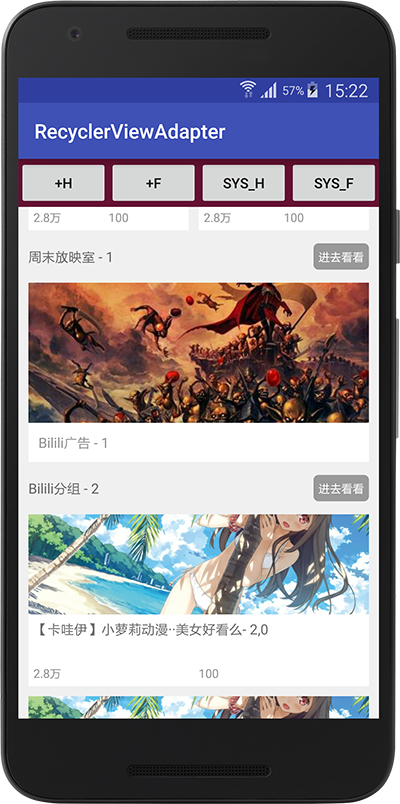 57% 15:22
RecyclerViewAdapter
+H +F SYS_H SYS_F
2.8万 100 2.8万 100
周末放映室 - 1 进去看看
Bilili广告 - 1
Bilili分组 - 2 进去看看
【卡哇伊】小萝莉动漫··美女好看么- 2,0
2.8万 100